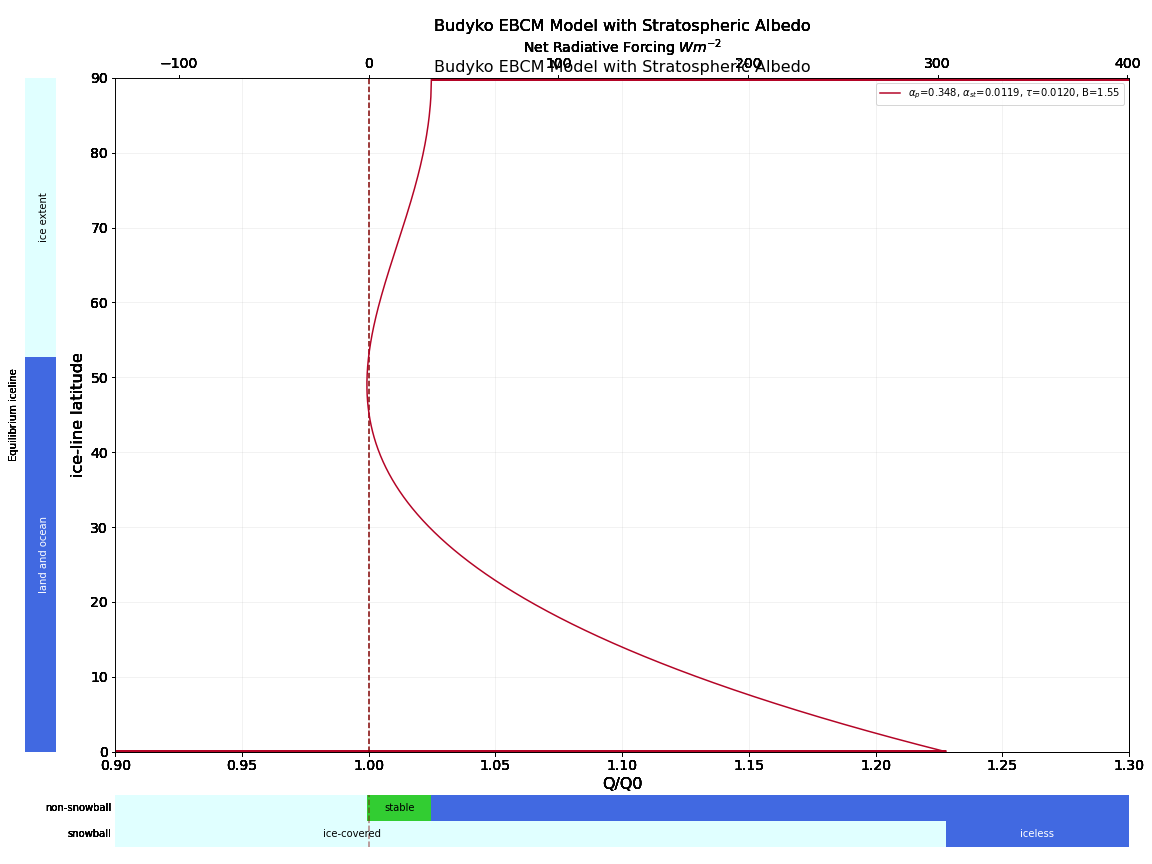 Budyko EBCM Model with Stratospheric Albedo
Net Radiative Forcing Wm⁻²
−100 0 100 200 300 400
Budyko EBCM Model with Stratospheric Albedo
αₚ=0.348, αₛₜ=0.0119, τ=0.0120, B=1.55
90
80
70
60
50
40
30
20
10
0
ice-line latitude
Equilibrium iceline
ice extent
land and ocean
0.90 0.95 1.00 1.05 1.10 1.15 1.20 1.25 1.30
Q/Q0
non-snowball stable
snowball ice-covered iceless